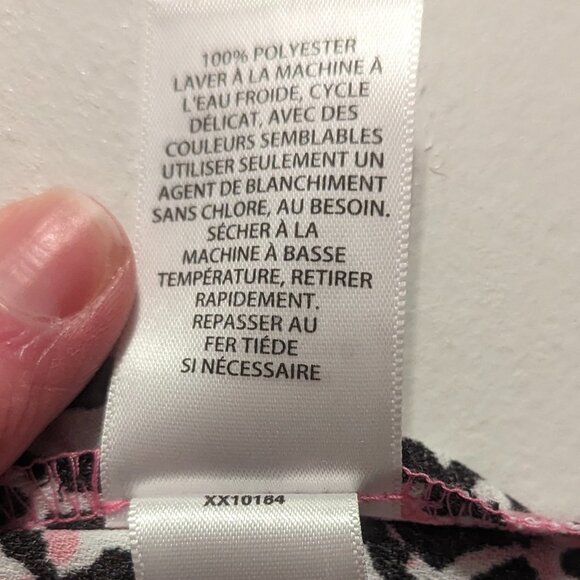 100% POLYESTER
LAVER À LA MACHINE À
L'EAU FROIDE, CYCLE
DÉLICAT, AVEC DES
COULEURS SEMBLABLES
UTILISER SEULEMENT UN
AGENT DE BLANCHIMENT
SANS CHLORE, AU BESOIN.
SÉCHER À LA
MACHINE À BASSE
TEMPÉRATURE, RETIRER
RAPIDEMENT.
REPASSER AU
FER TIÉDE
SI NÉCESSAIRE
XX10184